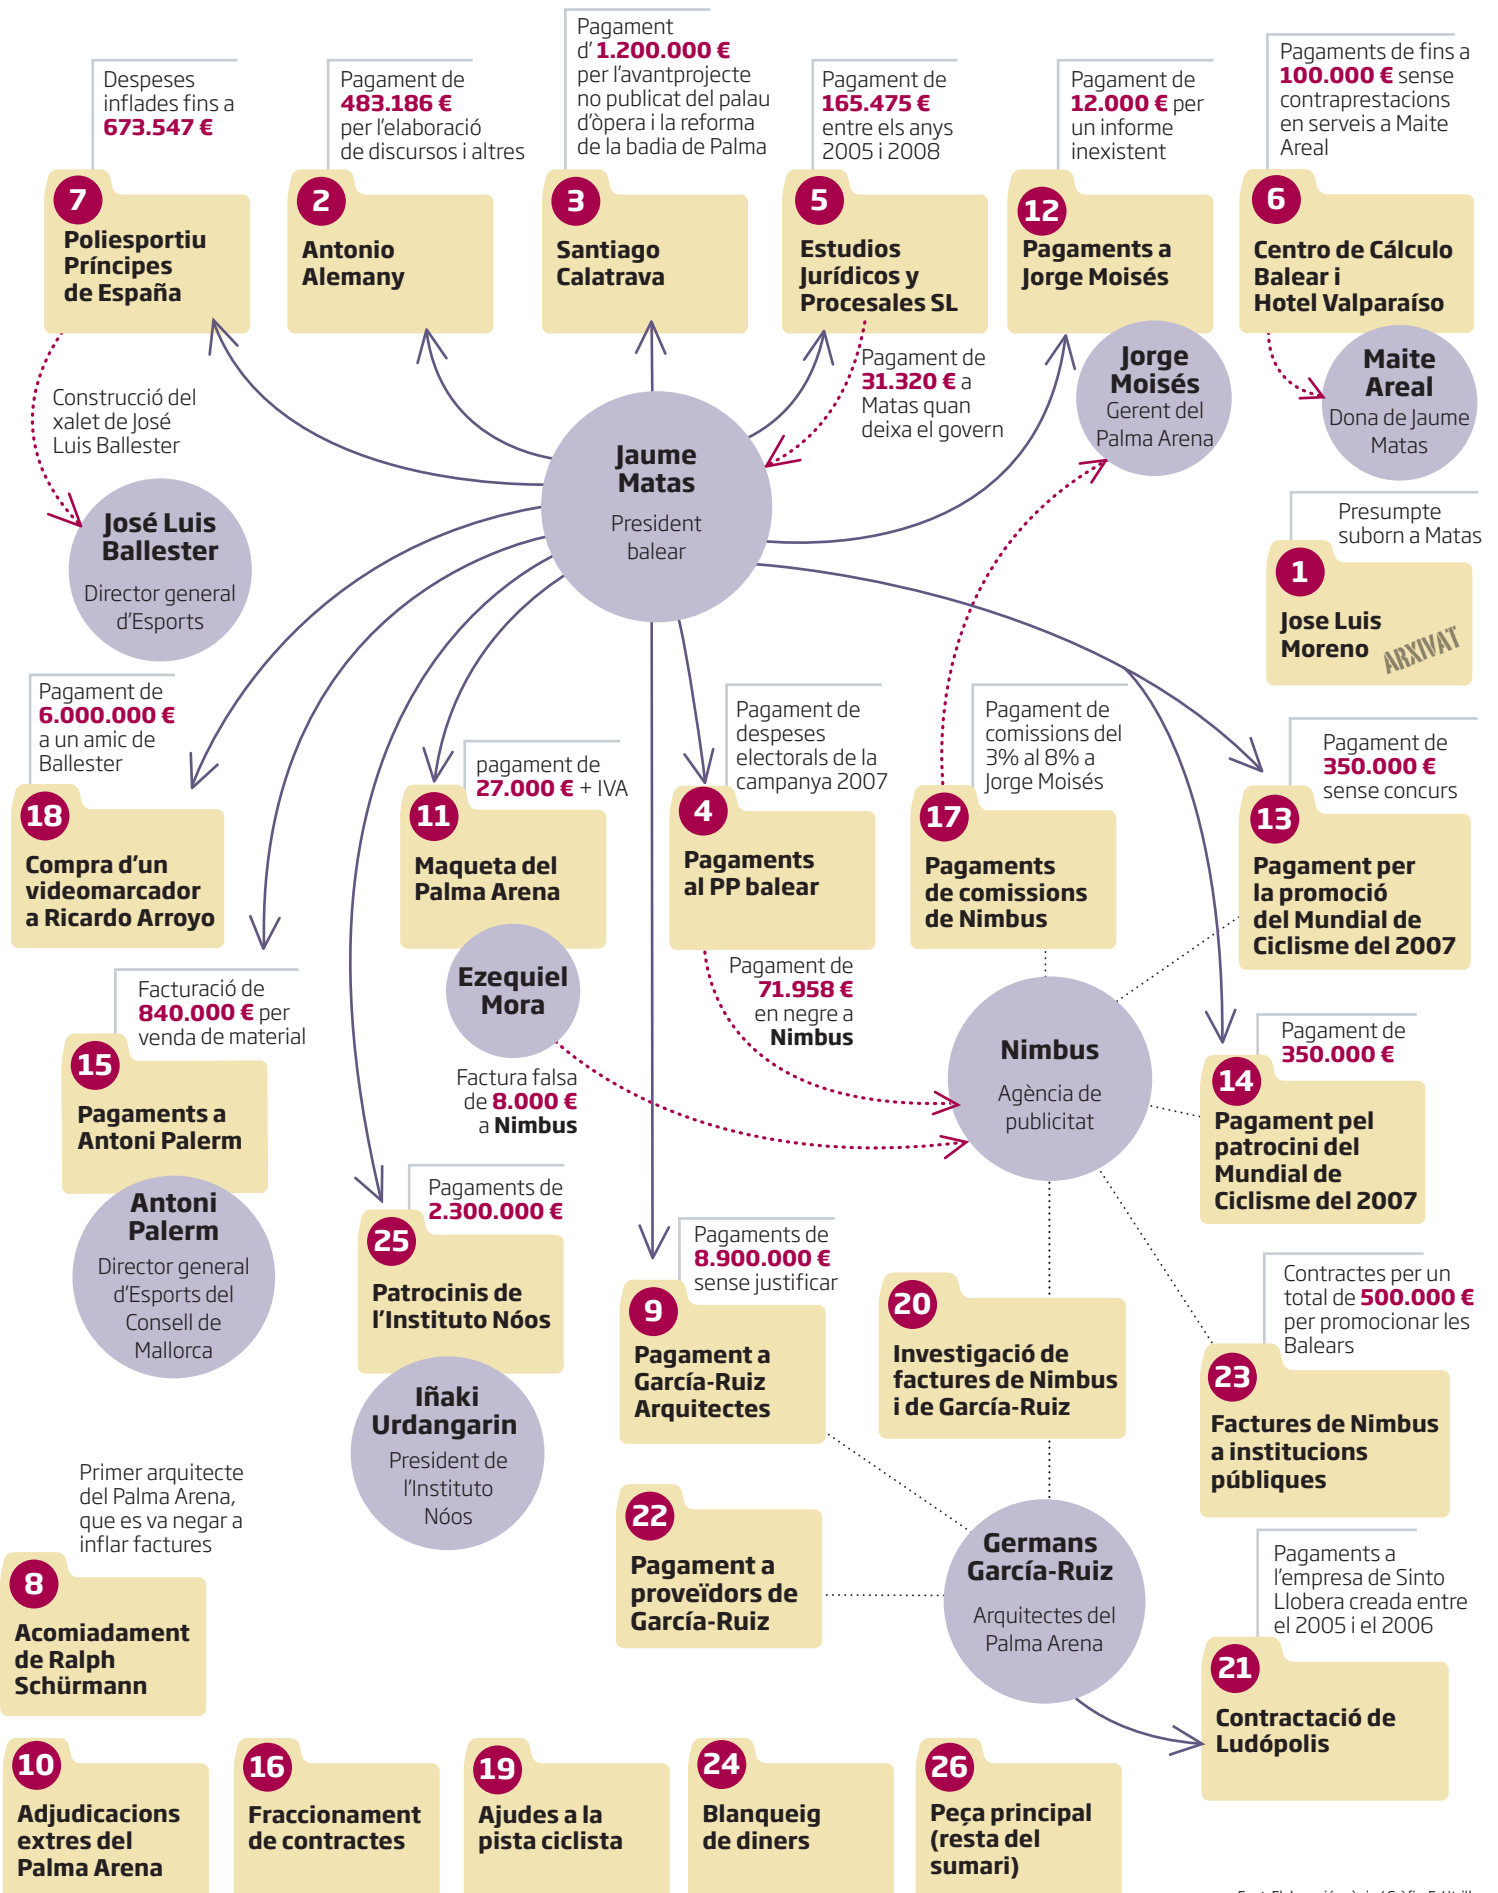 Despeses
inflades fins a
673.547 €
7
Poliesportiu
Príncipes
de España
Pagament de
483.186 €
per l'elaboració
de discursos i altres
2
Antonio
Alemany
Pagament
d'1.200.000 €
per l'avantprojecte
no publicat del palau
d'òpera i la reforma
de la badia de Palma
3
Santiago
Calatrava
Pagament de
165.475 €
entre els anys
2005 i 2008
5
Estudios
Jurídicos y
Procesales SL
Pagament de
12.000 € per
un informe
inexistent
12
Pagaments a
Jorge Moisés
Pagaments de fins a
100.000 € sense
contraprestacions
en serveis a Maite
Areal
6
Centro de Cálculo
Balear i
Hotel Valparaíso
Construcció del
xalet de José
Luis Ballester
José Luis
Ballester
Director general
d'Esports
Jaume
Matas
President
balear
Pagament de
31.320 € a
Matas quan
deixa el govern
Jorge
Moisés
Gerent del
Palma Arena
Maite
Areal
Dona de Jaume
Matas
Presumpte
suborn a Matas
1
Jose Luis
Moreno
ARXIVAT
Pagament de
6.000.000 €
a un amic de
Ballester
18
Compra d'un
videomarcador
a Ricardo Arroyo
pagament de
27.000 € + IVA
11
Maqueta del
Palma Arena
Ezequiel
Mora
Factura falsa
de 8.000 €
a Nimbus
Pagament de
despeses
electorals de la
campanya 2007
4
Pagaments
al PP balear
Pagament de
71.958 €
en negre a
Nimbus
Pagament de
comissions del
3% al 8% a
Jorge Moisés
17
Pagaments
de comissions
de Nimbus
Pagament de
350.000 €
sense concurs
13
Pagament per
la promoció
del Mundial de
Ciclisme del 2007
Facturació de
840.000 € per
venda de material
15
Pagaments a
Antoni Palerm
Antoni
Palerm
Director general
d'Esports del
Consell de
Mallorca
Nimbus
Agència de
publicitat
Pagament de
350.000 €
14
Pagament pel
patrocini del
Mundial de
Ciclisme del 2007
Pagaments de
2.300.000 €
25
Patrocinis de
l'Instituto Nóos
Iñaki
Urdangarin
President de
l'Instituto
Nóos
Pagaments de
8.900.000 €
sense justificar
9
Pagament a
García-Ruiz
Arquitectes
20
Investigació de
factures de Nimbus
i de García-Ruiz
Contractes per un
total de 500.000 €
per promocionar les
Balears
23
Factures de Nimbus
a institucions
públiques
Primer arquitecte
del Palma Arena,
que es va negar a
inflar factures
8
Acomiadament
de Ralph
Schürmann
22
Pagament a
proveïdors de
García-Ruiz
Germans
García-Ruiz
Arquitectes del
Palma Arena
Pagaments a
l'empresa de Sinto
Llobera creada entre
el 2005 i el 2006
21
Contractació de
Ludópolis
10
Adjudicacions
extres del
Palma Arena
16
Fraccionament
de contractes
19
Ajudes a la
pista ciclista
24
Blanqueig
de diners
26
Peça principal
(resta del
sumari)